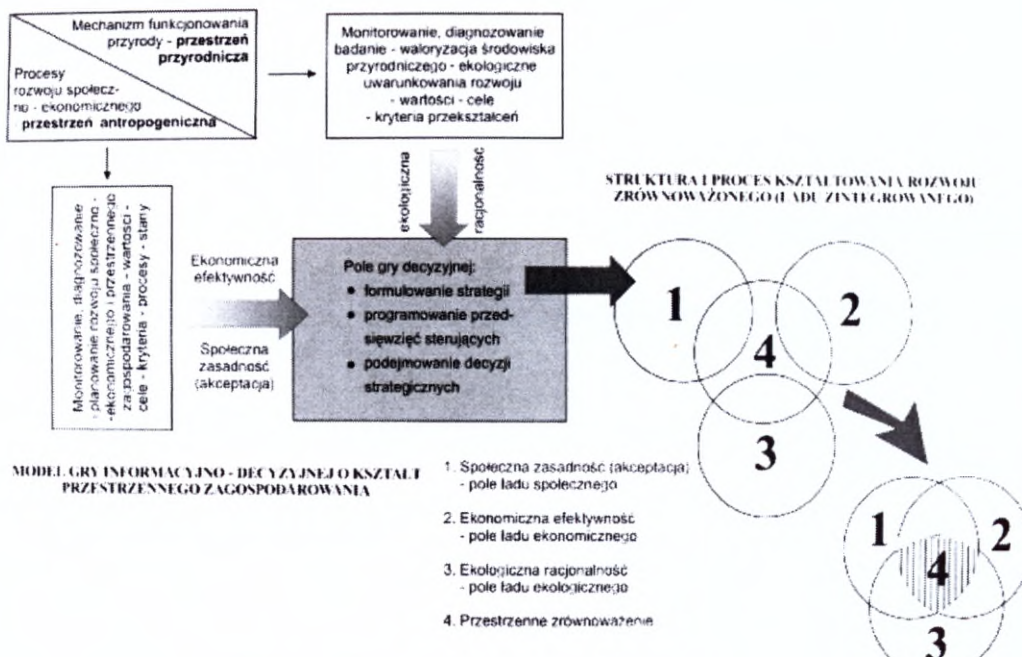 Mechanizm funkcjonowania
przyrody - przestrzeń
przyrodnicza
Procesy
rozwoju społecz-
no - ekonomicznego
przestrzeń antropogeniczna
Monitorowanie, diagnozowanie
badanie - waloryzacja środowiska
przyrodniczego - ekologiczne
uwarunkowania rozwoju
- wartości - cele
- kryteria przekształceń
Monitorowanie, diagnozowanie
- planowanie rozwoju społeczno -
-ekonomicznego i przestrzennego
zagospodarowania - wartości -
cele - kryteria - procesy - stany
ekologiczna
racjonalność
Ekonomiczna
efektywność
Społeczna
zasadność
(akceptacja)
Pole gry decyzyjnej:
• formułowanie strategii
• programowanie przed-
sięwzięć sterujących
• podejmowanie decyzji
strategicznych
STRUKTURA I PROCES KSZTAŁTOWANIA ROZWOJU
ZRÓWNOWAŻONEGO (ŁADU ZINTEGROWANEGO)
1
2
4
3
MODEL GRY INFORMACYJNO - DECYZYJNEJ O KSZTAŁT
PRZESTRZENNEGO ZAGOSPODAROWANIA
1. Społeczna zasadność (akceptacja)
- pole ładu społecznego
2. Ekonomiczna efektywność
- pole ładu ekonomicznego
3. Ekologiczna racjonalność
- pole ładu ekologicznego
4. Przestrzenne zrównoważenie
1
2
4
3